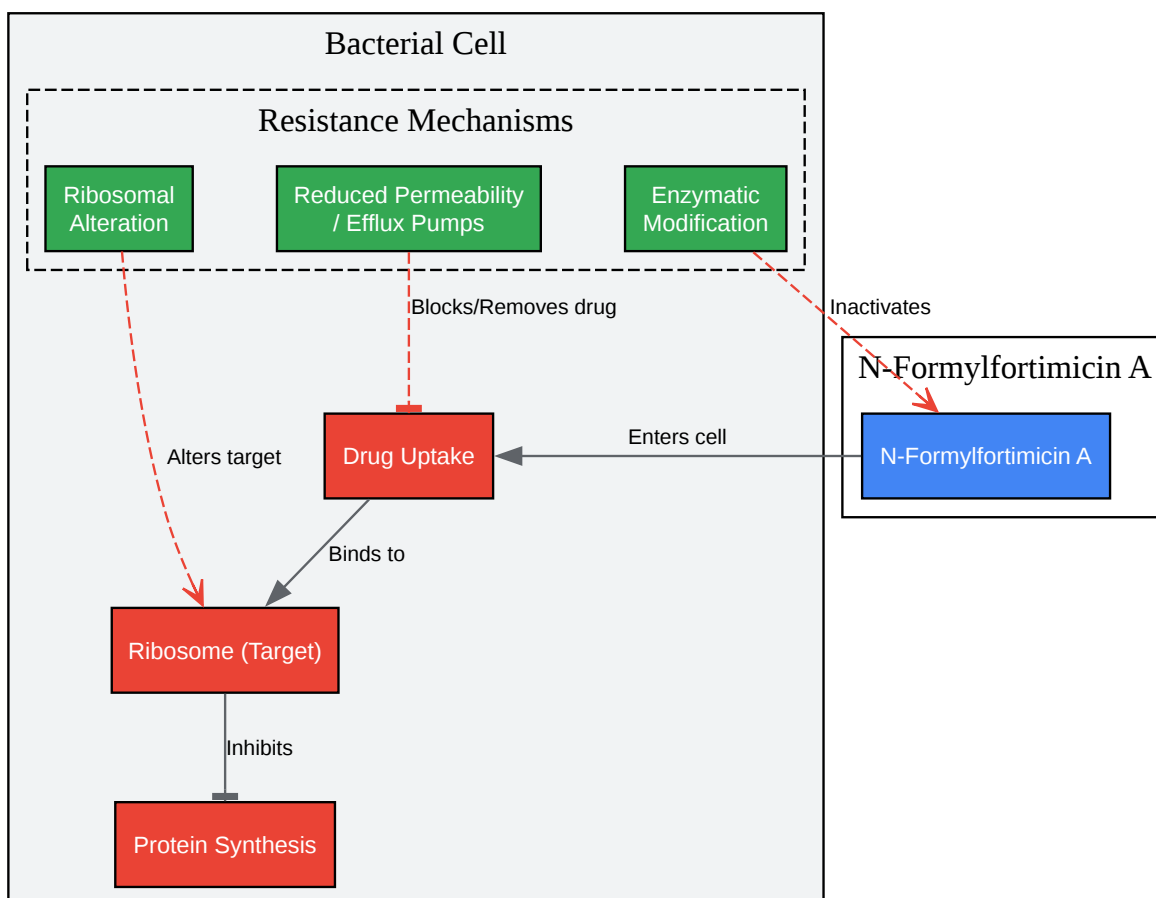 Bacterial Cell
Resistance Mechanisms
Ribosomal
Alteration
Reduced Permeability
/ Efflux Pumps
Enzymatic
Modification
Blocks/Removes drug
Inactivates
N-Formylfortimicin A
Alters target
Drug Uptake
Enters cell
N-Formylfortimicin A
Binds to
Ribosome (Target)
Inhibits
Protein Synthesis